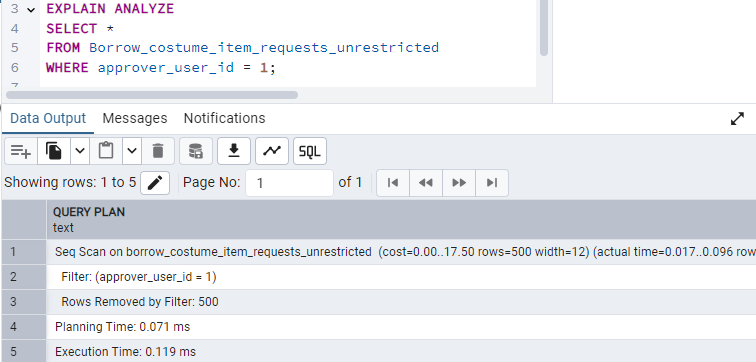 3 EXPLAIN ANALYZE
4 SELECT *
5 FROM Borrow_costume_item_requests_unrestricted
6 WHERE approver_user_id = 1;
Data Output Messages Notifications
SQL
Showing rows: 1 to 5 Page No: 1 of 1
QUERY PLAN
text
1 Seq Scan on borrow_costume_item_requests_unrestricted (cost=0.00..17.50 rows=500 width=12) (actual time=0.017..0.096 row
2 Filter: (approver_user_id = 1)
3 Rows Removed by Filter: 500
4 Planning Time: 0.071 ms
5 Execution Time: 0.119 ms